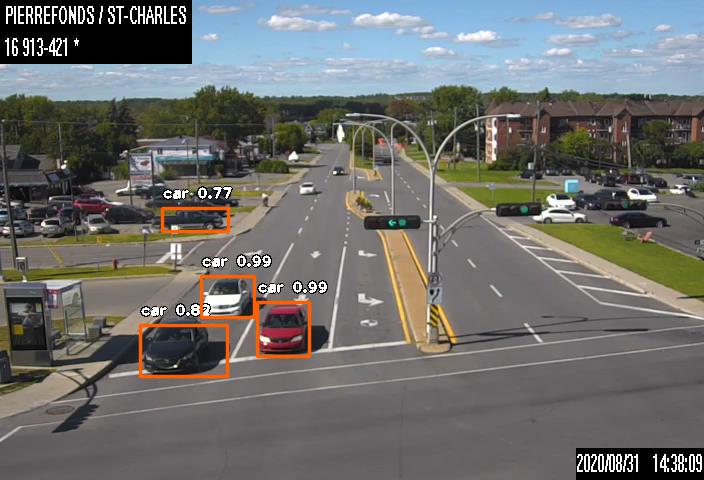 PIERREFONDS / ST-CHARLES
16 913-421 *
car 0.77
car 0.99
car 0.99
car 0.82
2020/08/31 14:38:09